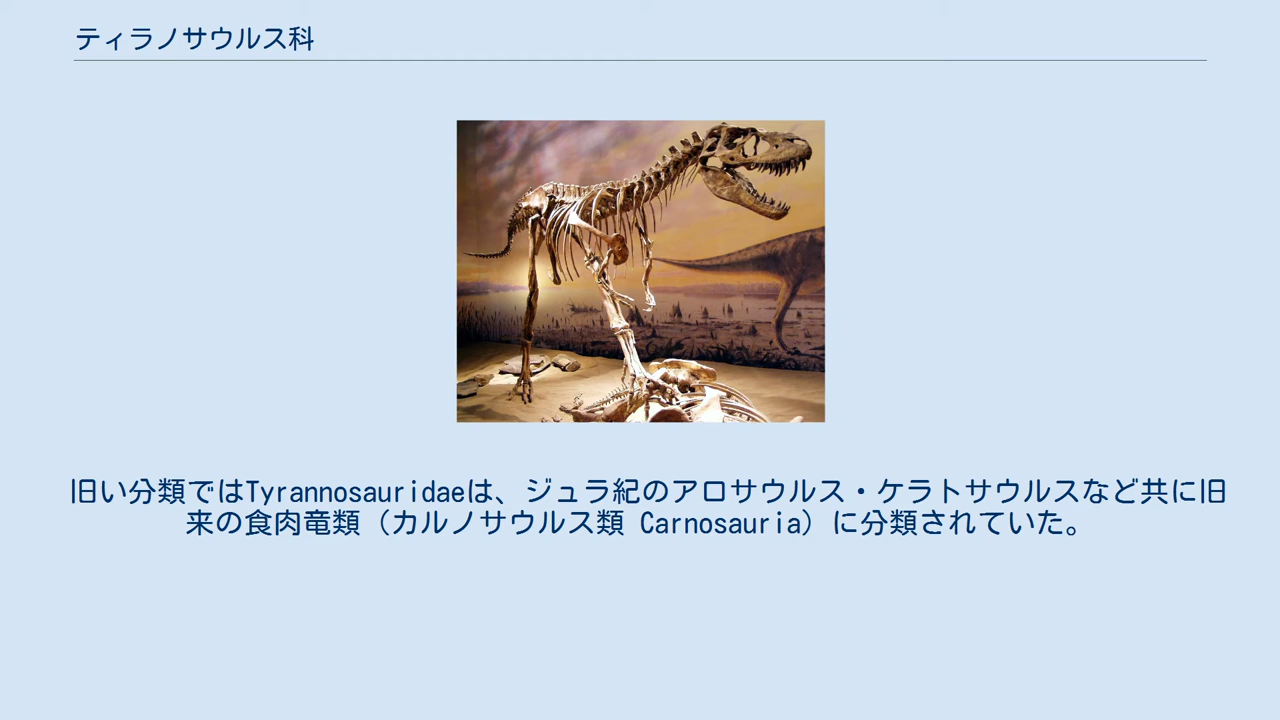 ティラノサウルス科
旧い分類ではTyrannosauridaeは、ジュラ紀のアロサウルス・ケラトサウルスなど共に旧
来の食肉竜類（カルノサウルス類 Carnosauria）に分類されていた。